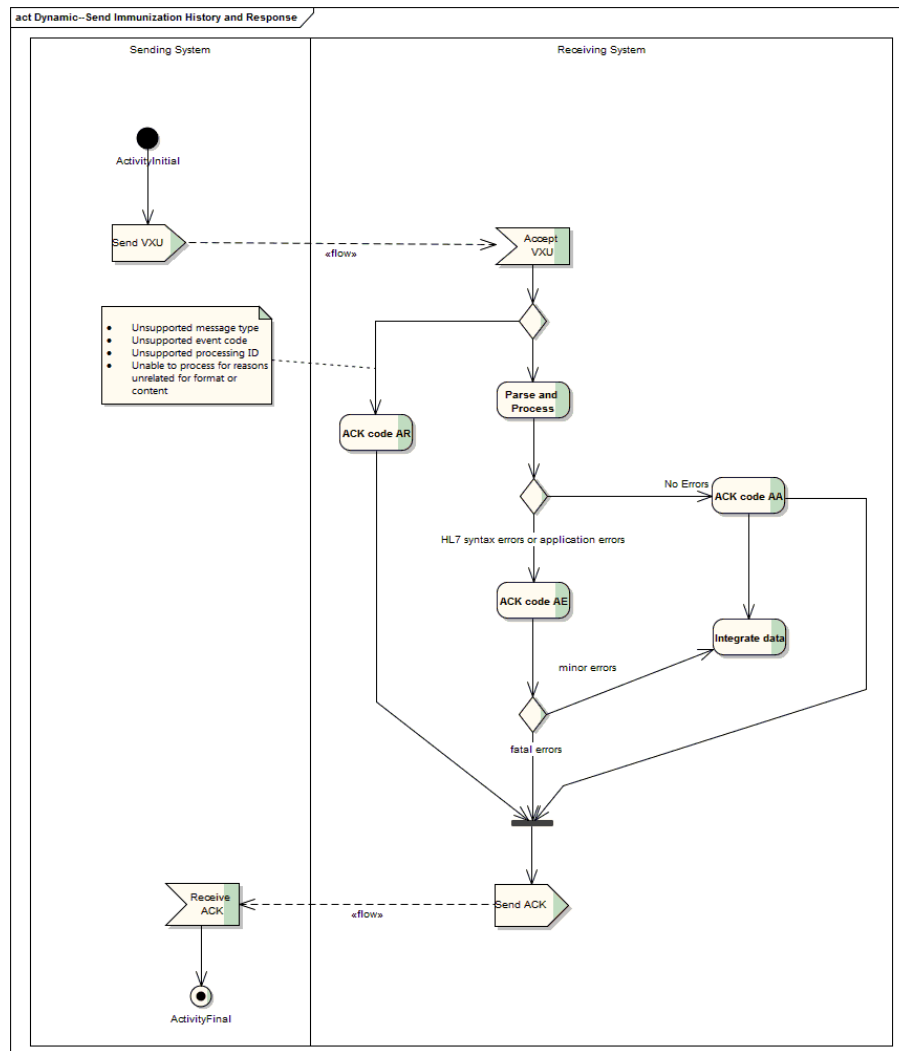 act Dynamic--Send Immunization History and Response
Sending System
Receiving System
ActivityInitial
Send VXU
«flow»
Accept
VXU
• Unsupported message type
• Unsupported event code
• Unsupported processing ID
• Unable to process for reasons
unrelated for format or
content
Parse and
Process
ACK code AR
No Errors
ACK code AA
HL7 syntax errors or application errors
ACK code AE
Integrate data
minor errors
fatal errors
Receive
ACK
«flow»
Send ACK
ActivityFinal